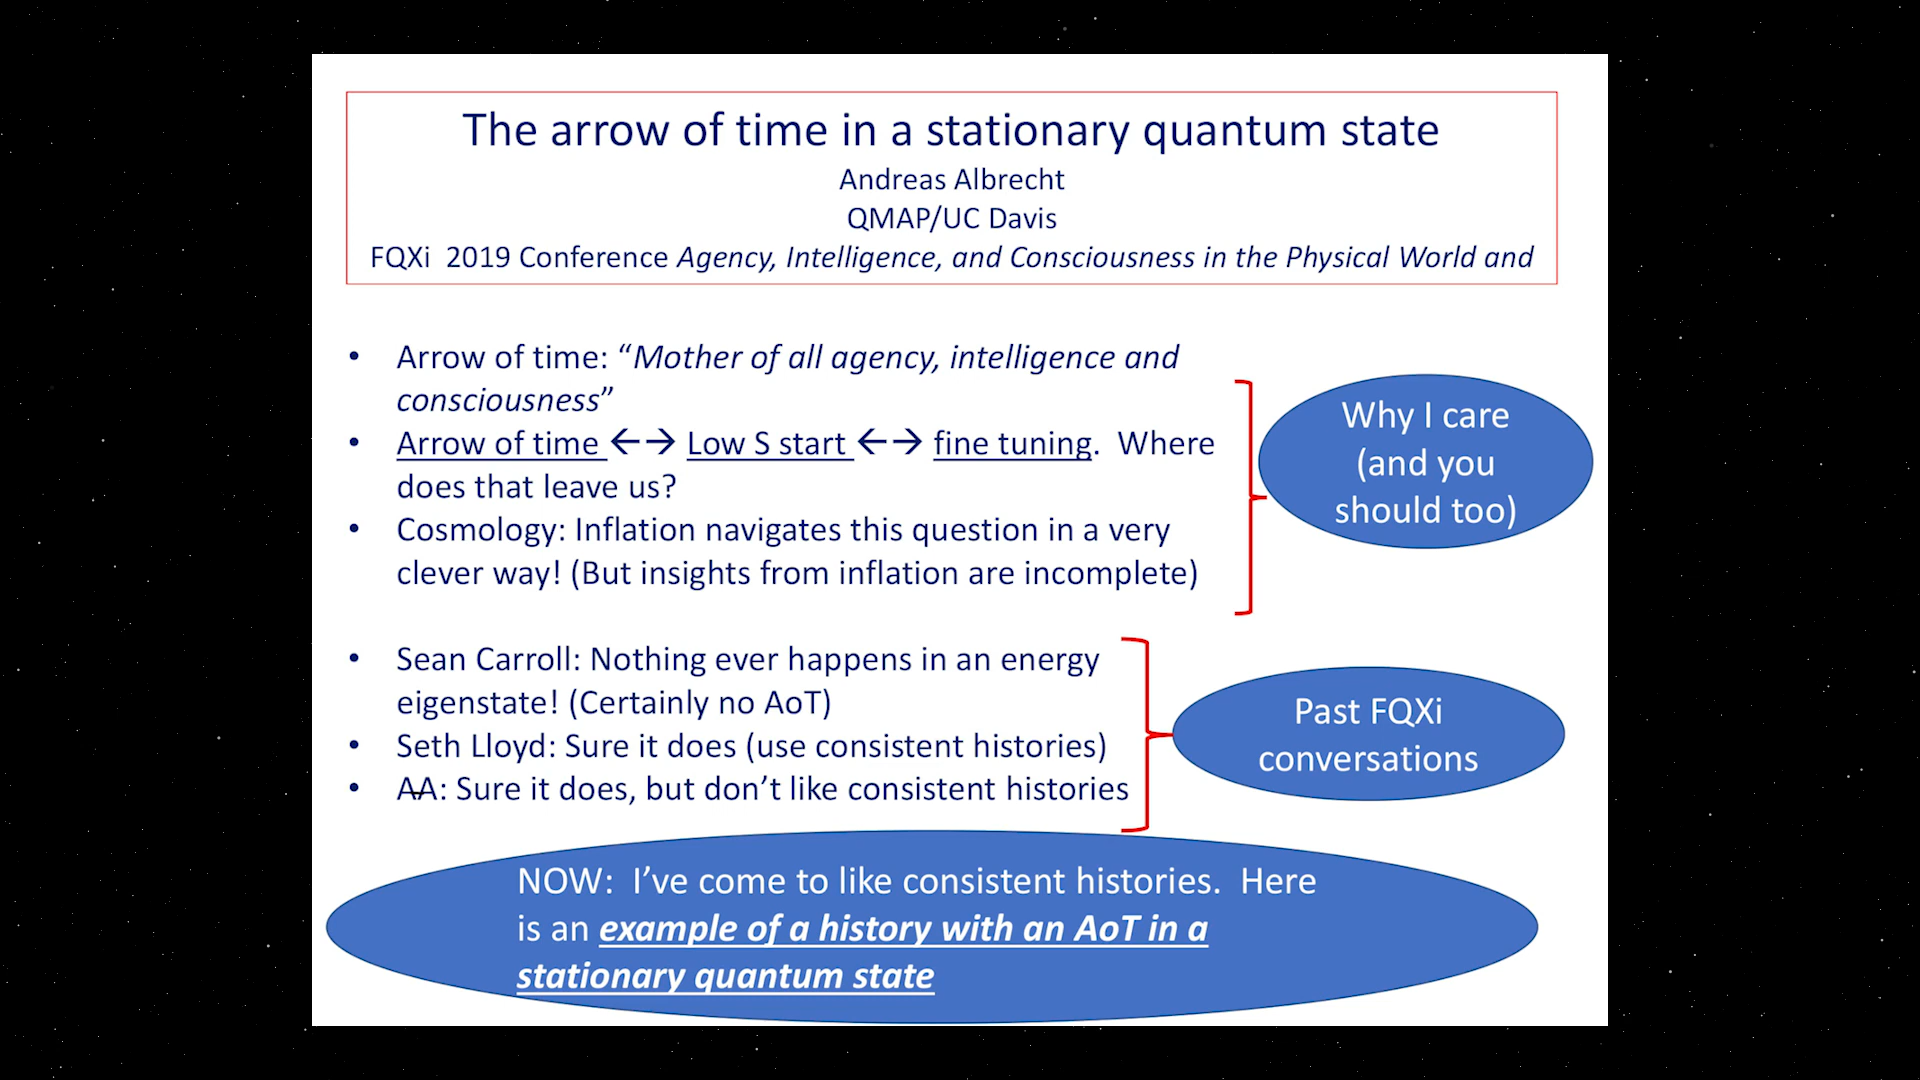 The arrow of time in a stationary quantum state
Andreas Albrecht
QMAP/UC Davis
FQXi 2019 Conference Agency, Intelligence, and Consciousness in the Physical World and
• Arrow of time: “Mother of all agency, intelligence and
consciousness”
• Arrow of time ←→ Low S start ←→ fine tuning. Where
does that leave us?
• Cosmology: Inflation navigates this question in a very
clever way! (But insights from inflation are incomplete)
Why I care
(and you
should too)
• Sean Carroll: Nothing ever happens in an energy
eigenstate! (Certainly no AoT)
• Seth Lloyd: Sure it does (use consistent histories)
• AA: Sure it does, but don’t like consistent histories
Past FQXi
conversations
NOW: I’ve come to like consistent histories. Here
is an example of a history with an AoT in a
stationary quantum state